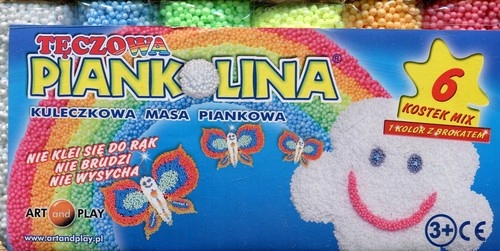 TĘCZOWA
PIANKOLINA®
KULECZKOWA MASA PIANKOWA
6
KOSTEK MIX
1 KOLOR Z BROKATEM
NIE KLEI SIĘ DO RĄK
NIE BRUDZI
NIE WYSYCHA
ART and PLAY
www.artandplay.pl
3+ CE